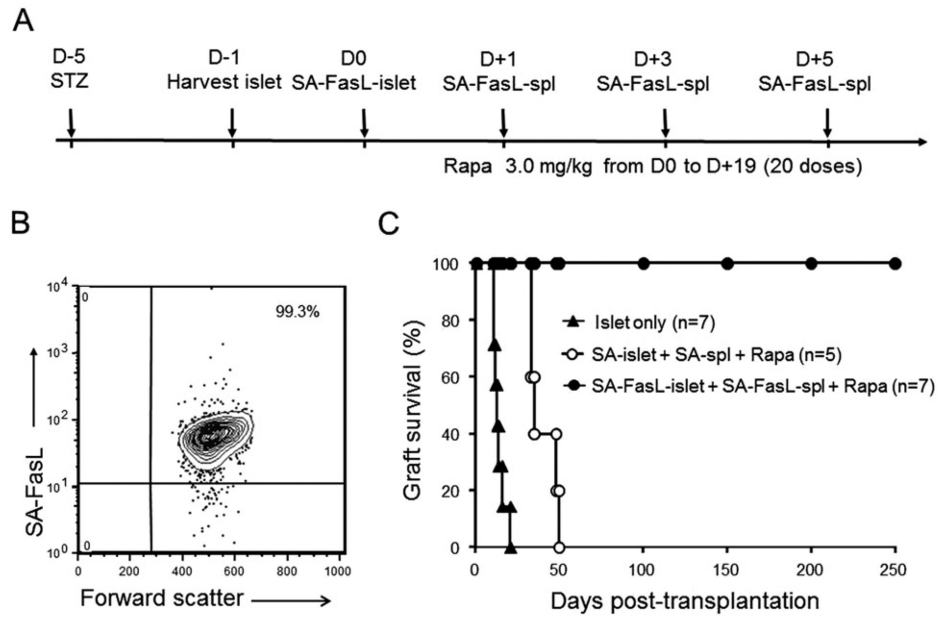 A
D-5
STZ
D-1
Harvest islet
D0
SA-FasL-islet
D+1
SA-FasL-spl
D+3
SA-FasL-spl
D+5
SA-FasL-spl
Rapa 3.0 mg/kg from D0 to D+19 (20 doses)
B
10^4
10^3
10^2
10^1
10^0
0
99.3%
0
SA-FasL
0 200 400 600 800 1000
Forward scatter
C
100
80
60
40
20
0
Graft survival (%)
Islet only (n=7)
SA-islet + SA-spl + Rapa (n=5)
SA-FasL-islet + SA-FasL-spl + Rapa (n=7)
0 50 100 150 200 250
Days post-transplantation